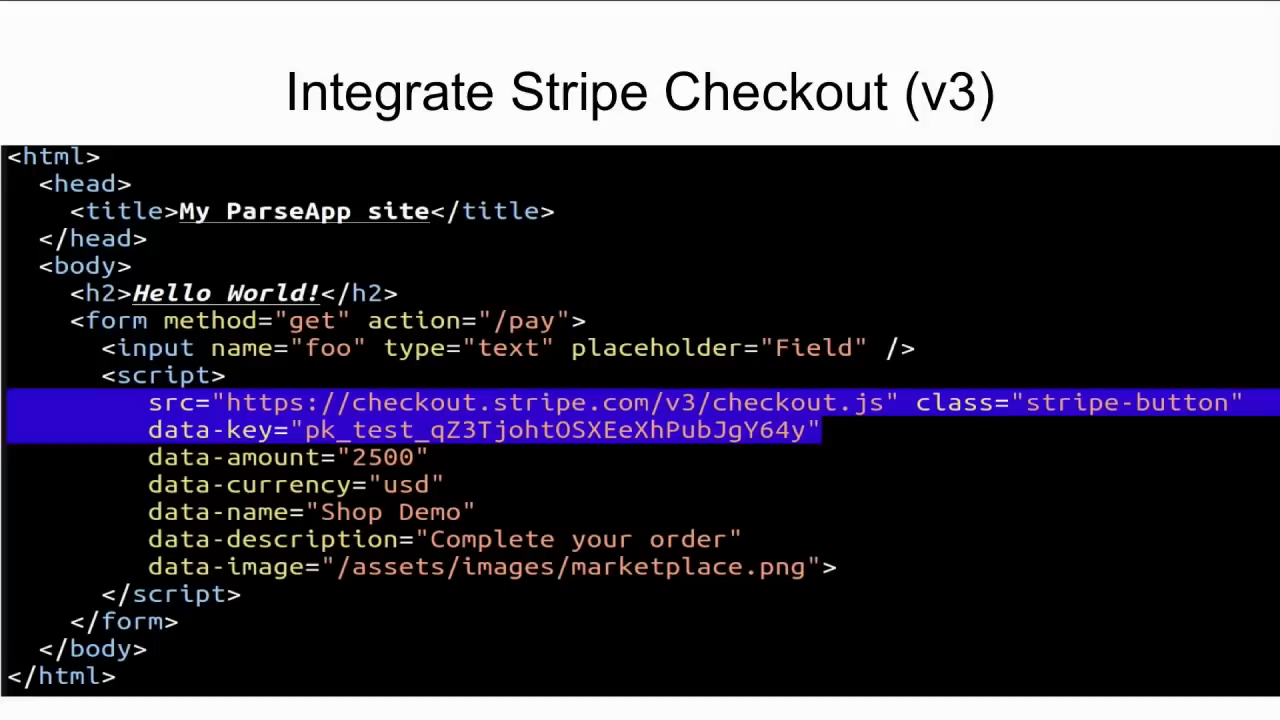 Integrate Stripe Checkout (v3)
<html>
<head>
<title>My ParseApp site</title>
</head>
<body>
<h2>Hello World!</h2>
<form method="get" action="/pay">
<input name="foo" type="text" placeholder="Field" />
<script>
src="https://checkout.stripe.com/v3/checkout.js" class="stripe-button"
data-key="pk_test_qZ3TjohtOSXEeXhPubJgY64y"
data-amount="2500"
data-currency="usd"
data-name="Shop Demo"
data-description="Complete your order"
data-image="/assets/images/marketplace.png">
</script>
</form>
</body>
</html>